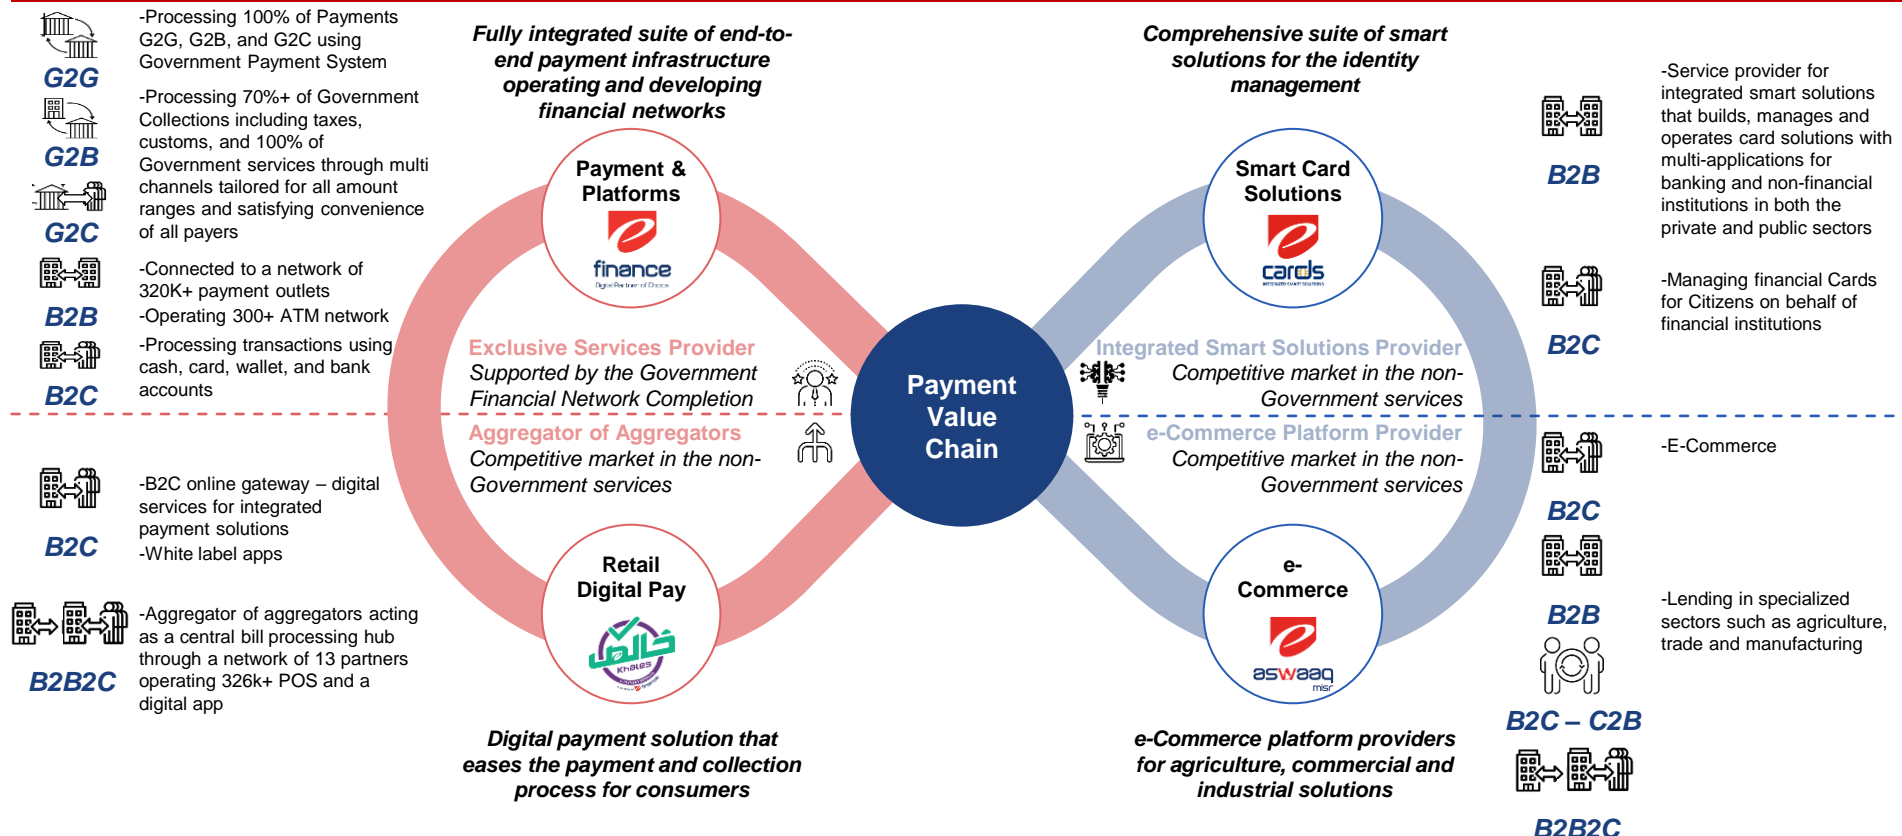 -Processing 100% of Payments
G2G, G2B, and G2C using
Government Payment System
G2G
-Processing 70%+ of Government
Collections including taxes,
customs, and 100% of
Government services through multi
channels tailored for all amount
ranges and satisfying convenience
of all payers
G2B
G2C
-Connected to a network of
320K+ payment outlets
-Operating 300+ ATM network
B2B
-Processing transactions using
cash, card, wallet, and bank
accounts
B2C
Fully integrated suite of end-to-
end payment infrastructure
operating and developing
financial networks
Payment &
Platforms
e
finance
Digital Partner of Choice
Exclusive Services Provider
Supported by the Government
Financial Network Completion
Aggregator of Aggregators
Competitive market in the non-
Government services
-B2C online gateway – digital
services for integrated
payment solutions
-White label apps
B2C
-Aggregator of aggregators acting
as a central bill processing hub
through a network of 13 partners
operating 326k+ POS and a
digital app
B2B2C
Retail
Digital Pay
خالص
Khales
Digital payment solution that
eases the payment and collection
process for consumers
Payment
Value
Chain
Comprehensive suite of smart
solutions for the identity
management
Smart Card
Solutions
e
cards
INTEGRATED SMART SOLUTIONS
Integrated Smart Solutions Provider
Competitive market in the non-
Government services
e-Commerce Platform Provider
Competitive market in the non-
Government services
e-
Commerce
e
aswaaq
misr
e-Commerce platform providers
for agriculture, commercial and
industrial solutions
B2B
-Service provider for
integrated smart solutions
that builds, manages and
operates card solutions with
multi-applications for
banking and non-financial
institutions in both the
private and public sectors
B2C
-Managing financial Cards
for Citizens on behalf of
financial institutions
B2C
-E-Commerce
B2B
-Lending in specialized
sectors such as agriculture,
trade and manufacturing
B2C – C2B
B2B2C